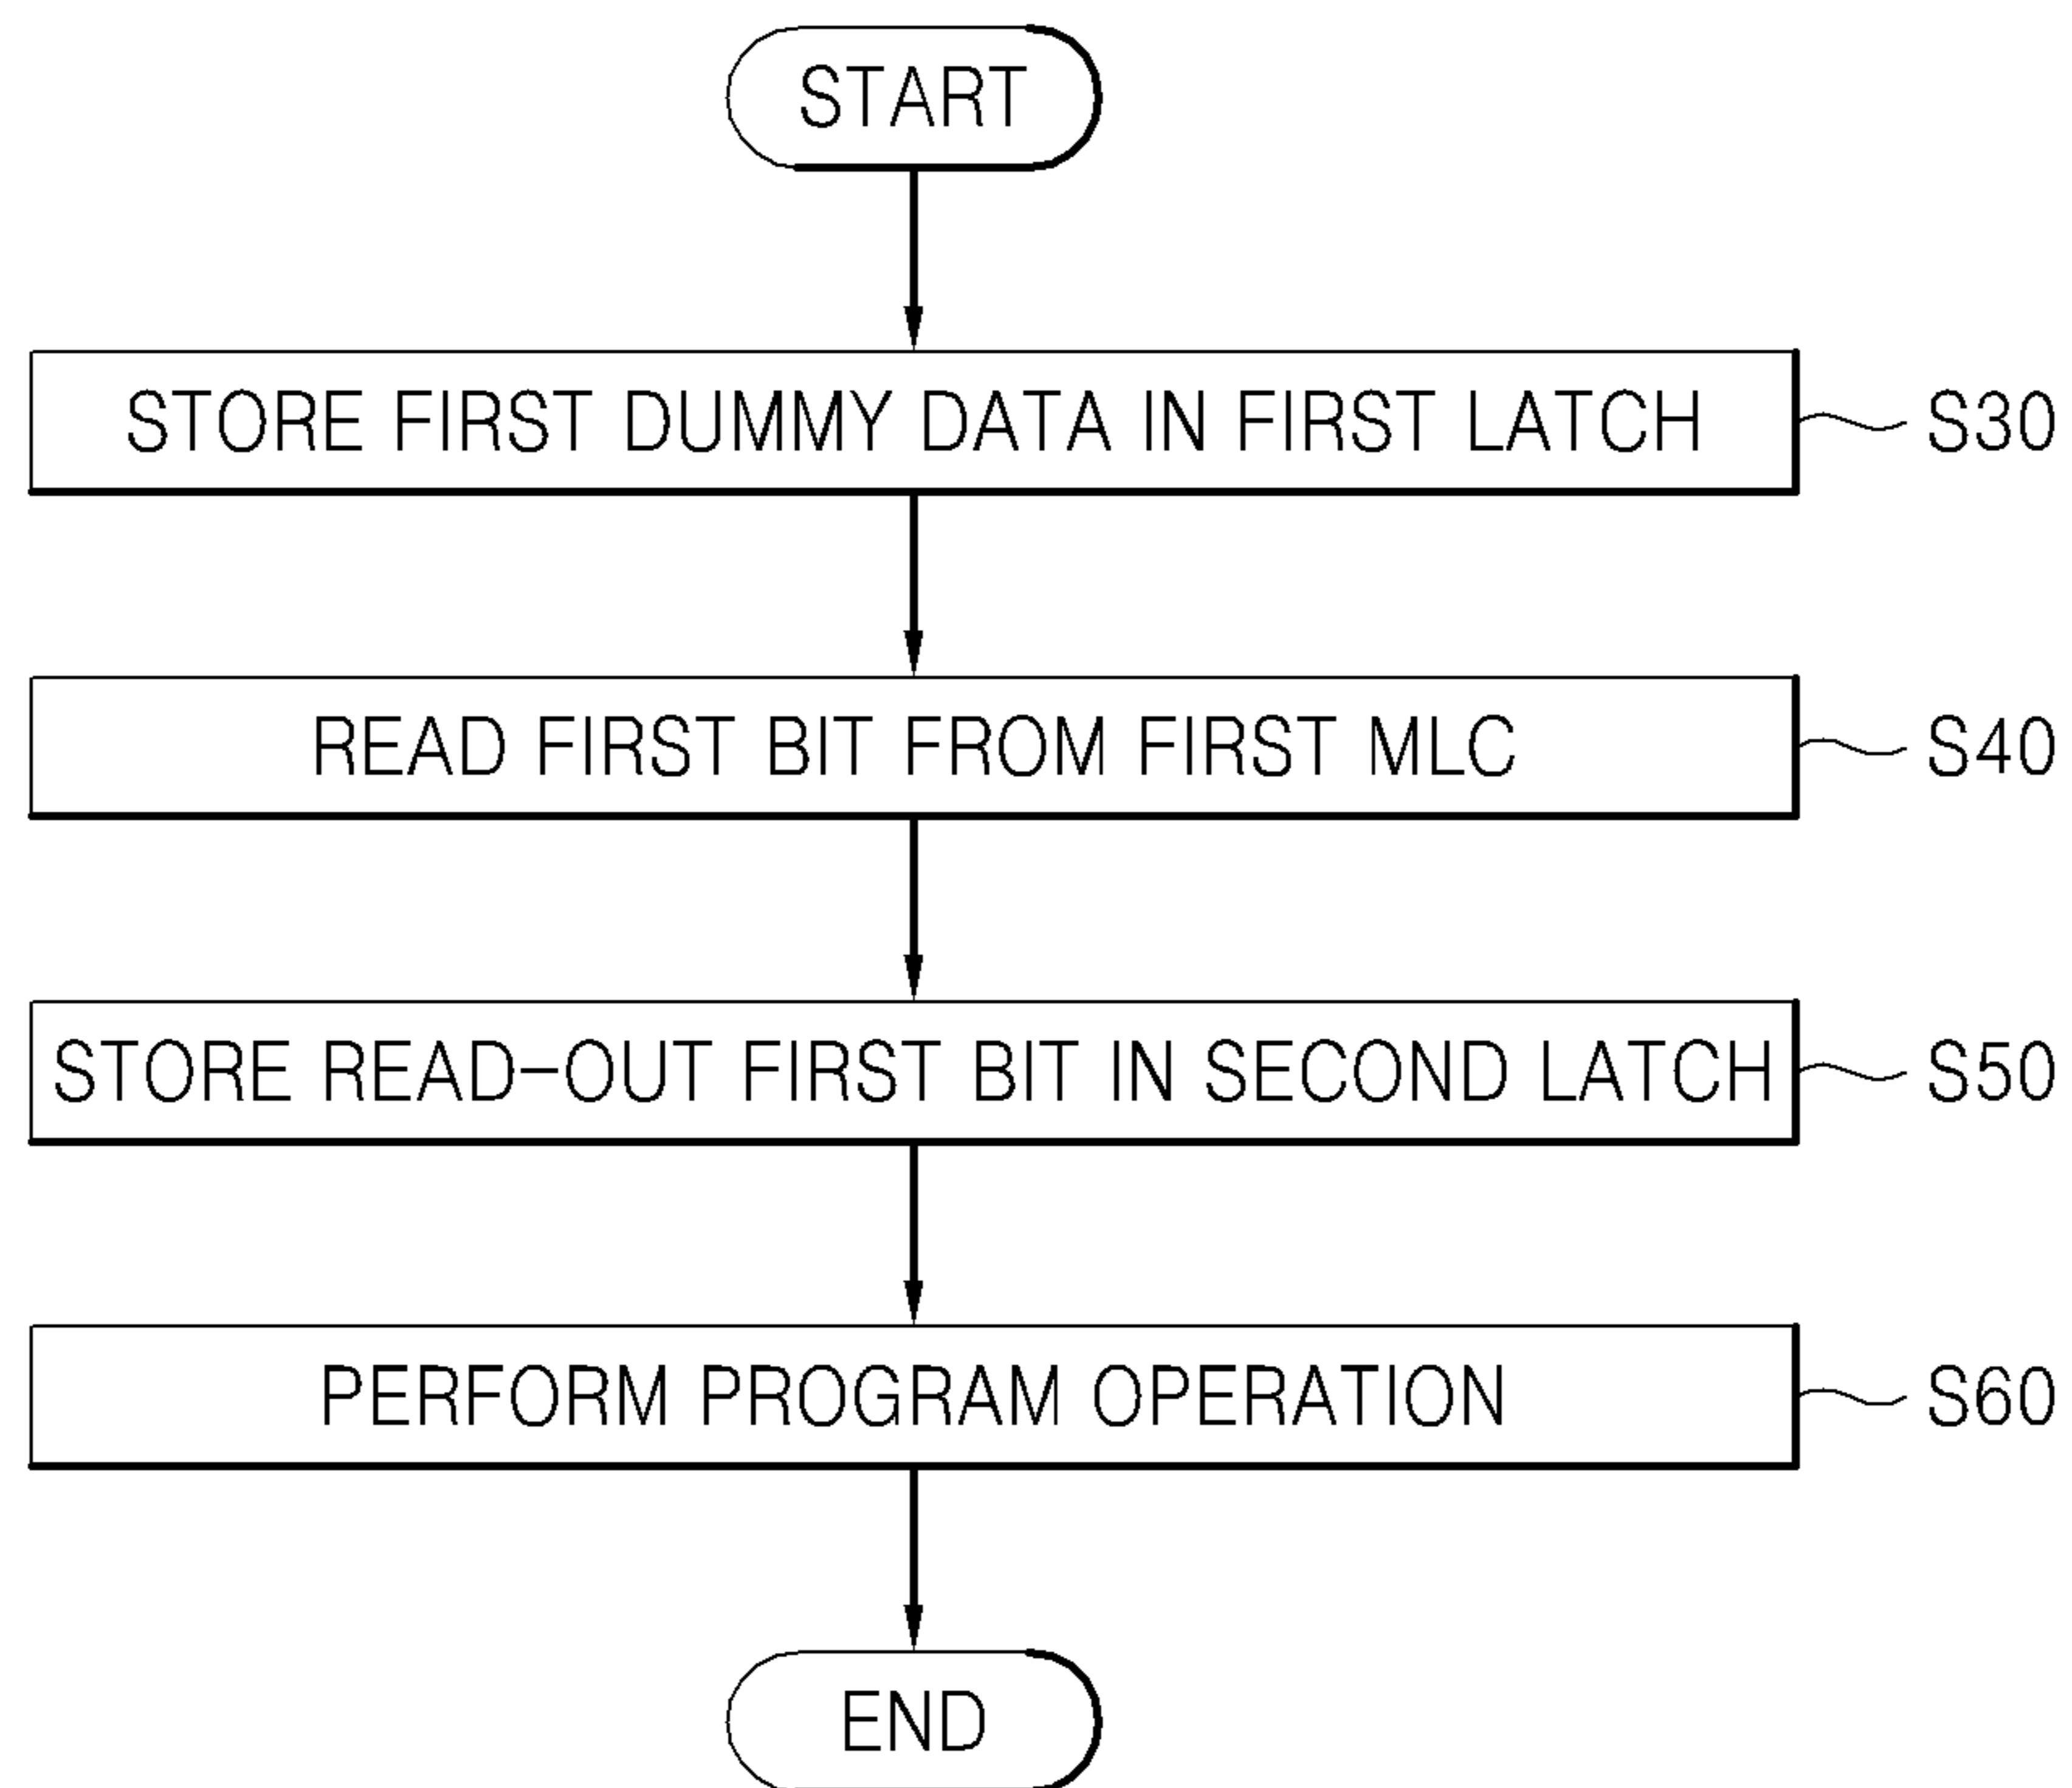 START
STORE FIRST DUMMY DATA IN FIRST LATCH S30
READ FIRST BIT FROM FIRST MLC S40
STORE READ-OUT FIRST BIT IN SECOND LATCH S50
PERFORM PROGRAM OPERATION S60
END